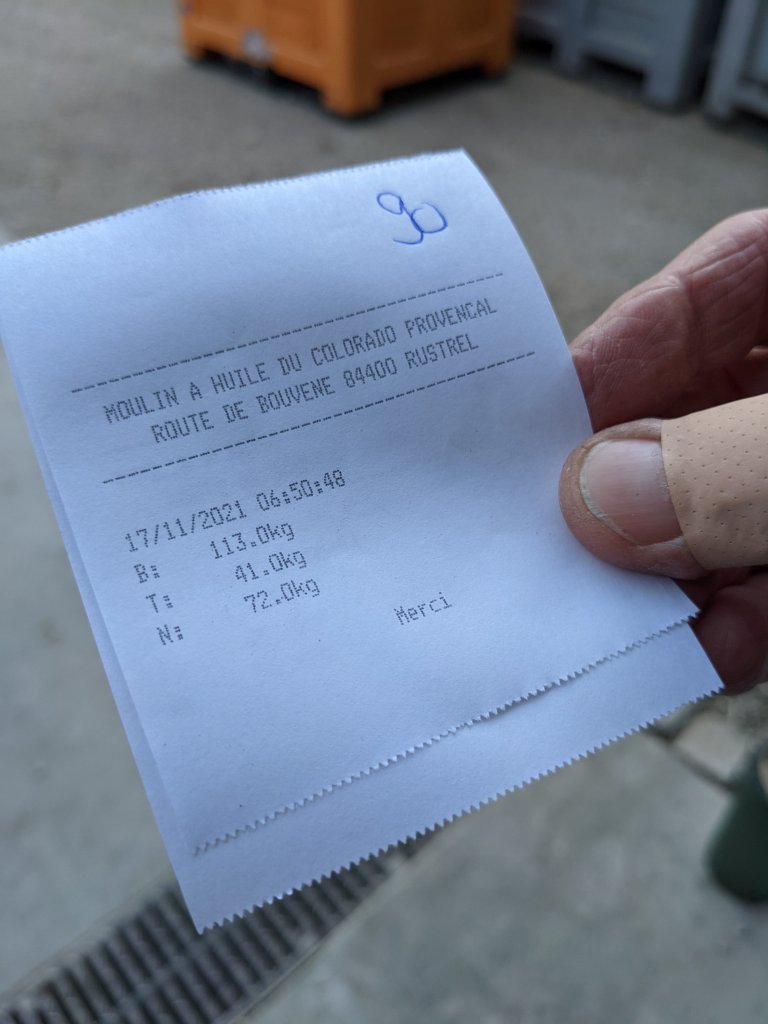 90
MOULIN A HUILE DU COLORADO PROVENCAL
ROUTE DE BOUVENE 84400 RUSTREL
17/11/2021 06:50:48
B: 113.0kg
T: 41.0kg
N: 72.0kg
Merci